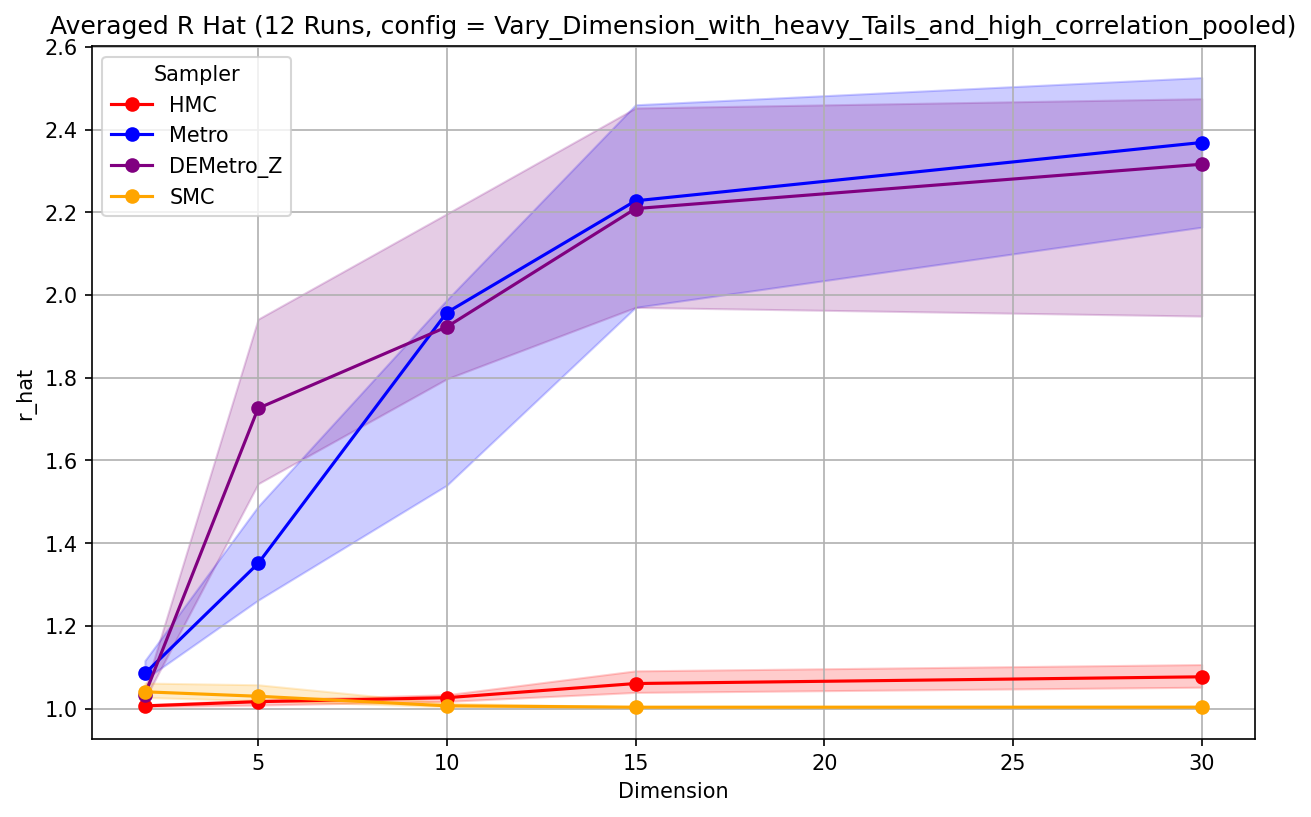 Averaged R Hat (12 Runs, config = Vary_Dimension_with_heavy_Tails_and_high_correlation_pooled)
Sampler
HMC
Metro
DEMetro_Z
SMC
r_hat
2.6
2.4
2.2
2.0
1.8
1.6
1.4
1.2
1.0
5 10 15 20 25 30
Dimension